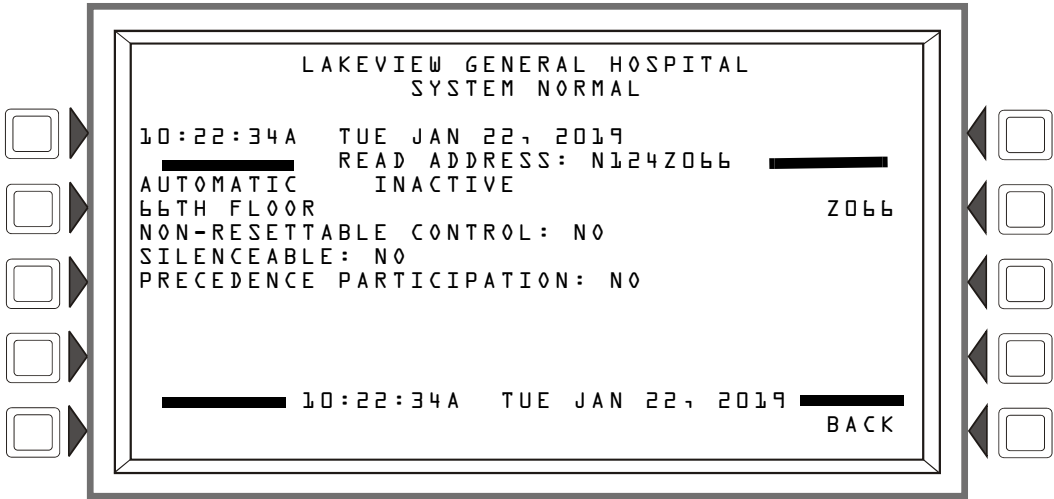 LAKEVIEW GENERAL HOSPITAL
SYSTEM NORMAL
10:22:34A TUE JAN 22, 2019
READ ADDRESS: N124Z066
AUTOMATIC INACTIVE
66TH FLOOR Z066
NON-RESETTABLE CONTROL: NO
SILENCEABLE: NO
PRECEDENCE PARTICIPATION: NO
10:22:34A TUE JAN 22, 2019
BACK